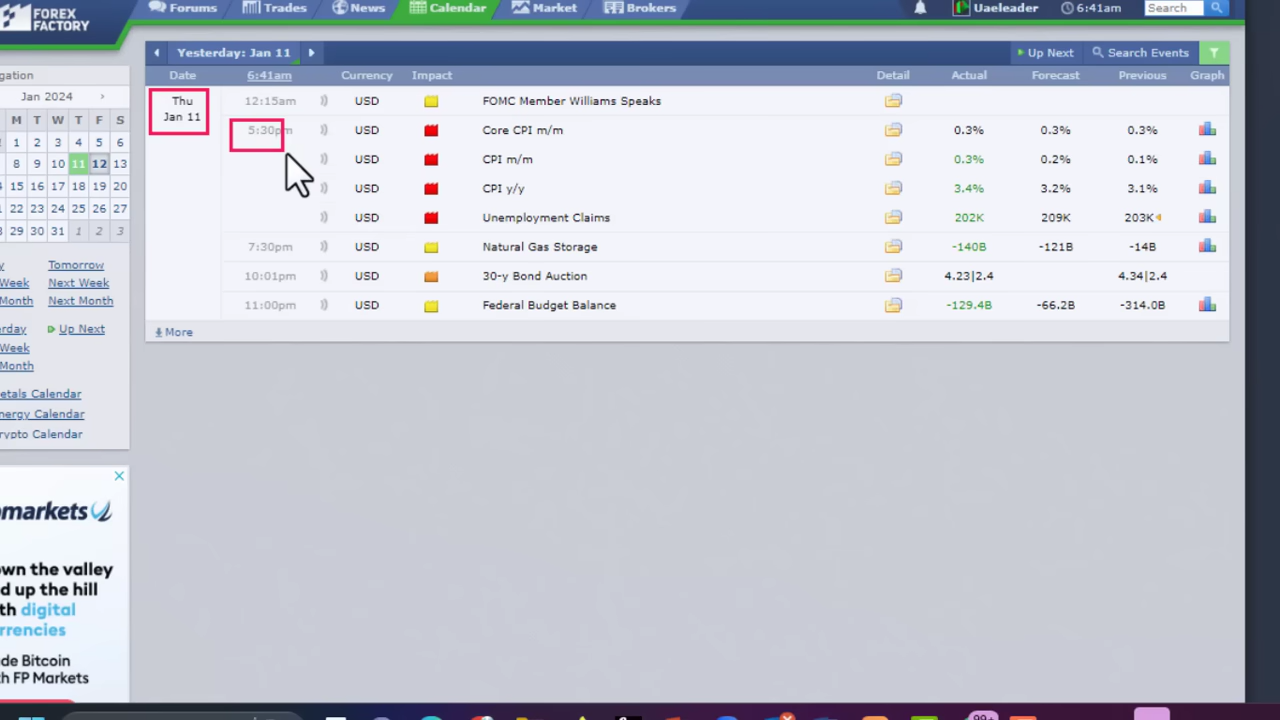 FOREX
FACTORY
Forums Trades News Calendar Market Brokers Uaeleader 6:41am Search
gation
Jan 2024 ›
M T W T F S
1 2 3 4 5 6
8 9 10 11 12 13
15 16 17 18 19 20
22 23 24 25 26 27
29 30 31 1 2 3
y Tomorrow
Week Next Week
Month Next Month
rday Up Next
Week
Month
etals Calendar
nergy Calendar
rypto Calendar
markets
own the valley
d up the hill
th digital
rrencies
de Bitcoin
th FP Markets
Yesterday: Jan 11 Up Next Search Events
Date 6:41am Currency Impact Detail Actual Forecast Previous Graph
Thu
Jan 11
12:15am USD FOMC Member Williams Speaks
5:30pm USD Core CPI m/m 0.3% 0.3% 0.3%
USD CPI m/m 0.3% 0.2% 0.1%
USD CPI y/y 3.4% 3.2% 3.1%
USD Unemployment Claims 202K 209K 203K
7:30pm USD Natural Gas Storage -140B -121B -14B
10:01pm USD 30-y Bond Auction 4.23|2.4 4.34|2.4
11:00pm USD Federal Budget Balance -129.4B -66.2B -314.0B
More
99+